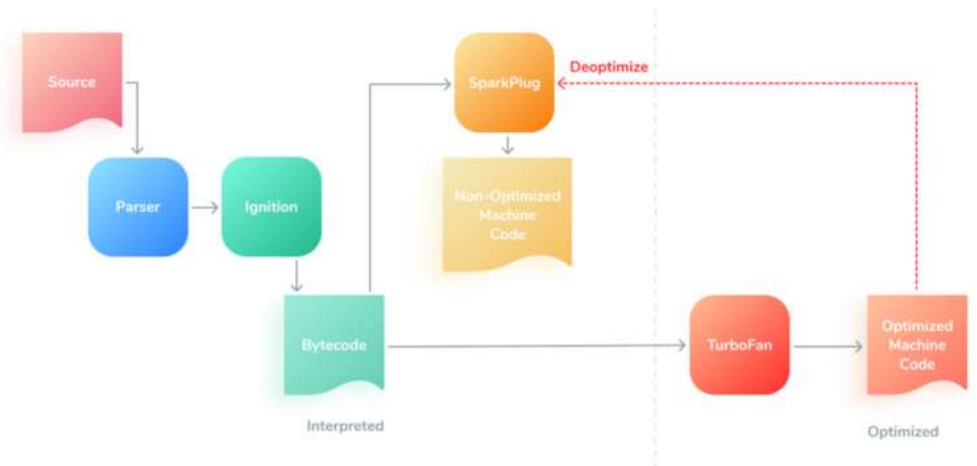 Source
SparkPlug
Deoptimize
Parser
Ignition
Non-Optimized
Machine
Code
Bytecode
TurboFan
Optimized
Machine
Code
Interpreted
Optimized